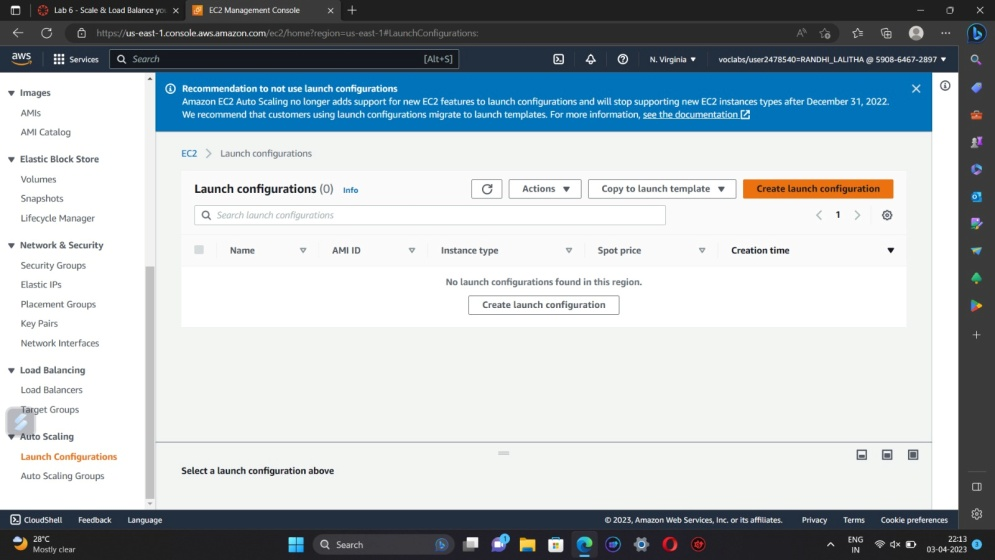 Lab 6 - Scale & Load Balance yo
EC2 Management Console
https://us-east-1.console.aws.amazon.com/ec2/home?region=us-east-1#LaunchConfigurations:
aws
Services
Search
[Alt+S]
N. Virginia
voclabs/user2478540=RANDHI_LALITHA @ 5908-6467-2897
Images
AMIs
AMI Catalog
Elastic Block Store
Volumes
Snapshots
Lifecycle Manager
Network & Security
Security Groups
Elastic IPs
Placement Groups
Key Pairs
Network Interfaces
Load Balancing
Load Balancers
Target Groups
Auto Scaling
Launch Configurations
Auto Scaling Groups
Recommendation to not use launch configurations
Amazon EC2 Auto Scaling no longer adds support for new EC2 features to launch configurations and will stop supporting new EC2 instances types after December 31, 2022.
We recommend that customers using launch configurations migrate to launch templates. For more information, see the documentation
EC2 > Launch configurations
Launch configurations (0) Info
Actions
Copy to launch template
Create launch configuration
Search launch configurations
1
Name
AMI ID
Instance type
Spot price
Creation time
No launch configurations found in this region.
Create launch configuration
Select a launch configuration above
CloudShell
Feedback
Language
© 2023, Amazon Web Services, Inc. or its affiliates.
Privacy
Terms
Cookie preferences
28°C
Mostly clear
Search
ENG
IN
22:13
03-04-2023